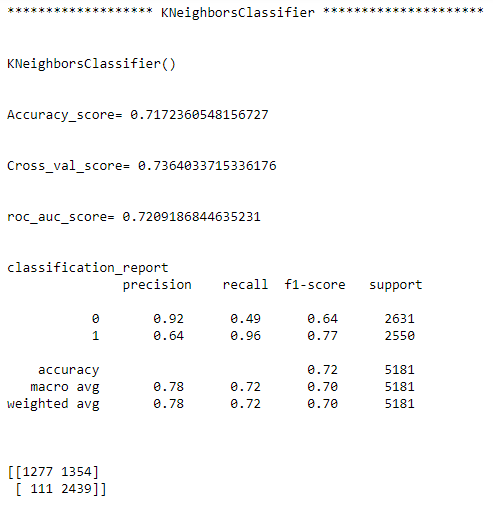 ******************* KNeighborsClassifier *********************
KNeighborsClassifier()
Accuracy_score= 0.7172360548156727
Cross_val_score= 0.7364033715336176
roc_auc_score= 0.7209186844635231
classification_report
precision    recall  f1-score   support
0       0.92      0.49      0.64      2631
1       0.64      0.96      0.77      2550
accuracy                           0.72      5181
macro avg       0.78      0.72      0.70      5181
weighted avg       0.78      0.72      0.70      5181
[[1277 1354]
[ 111 2439]]